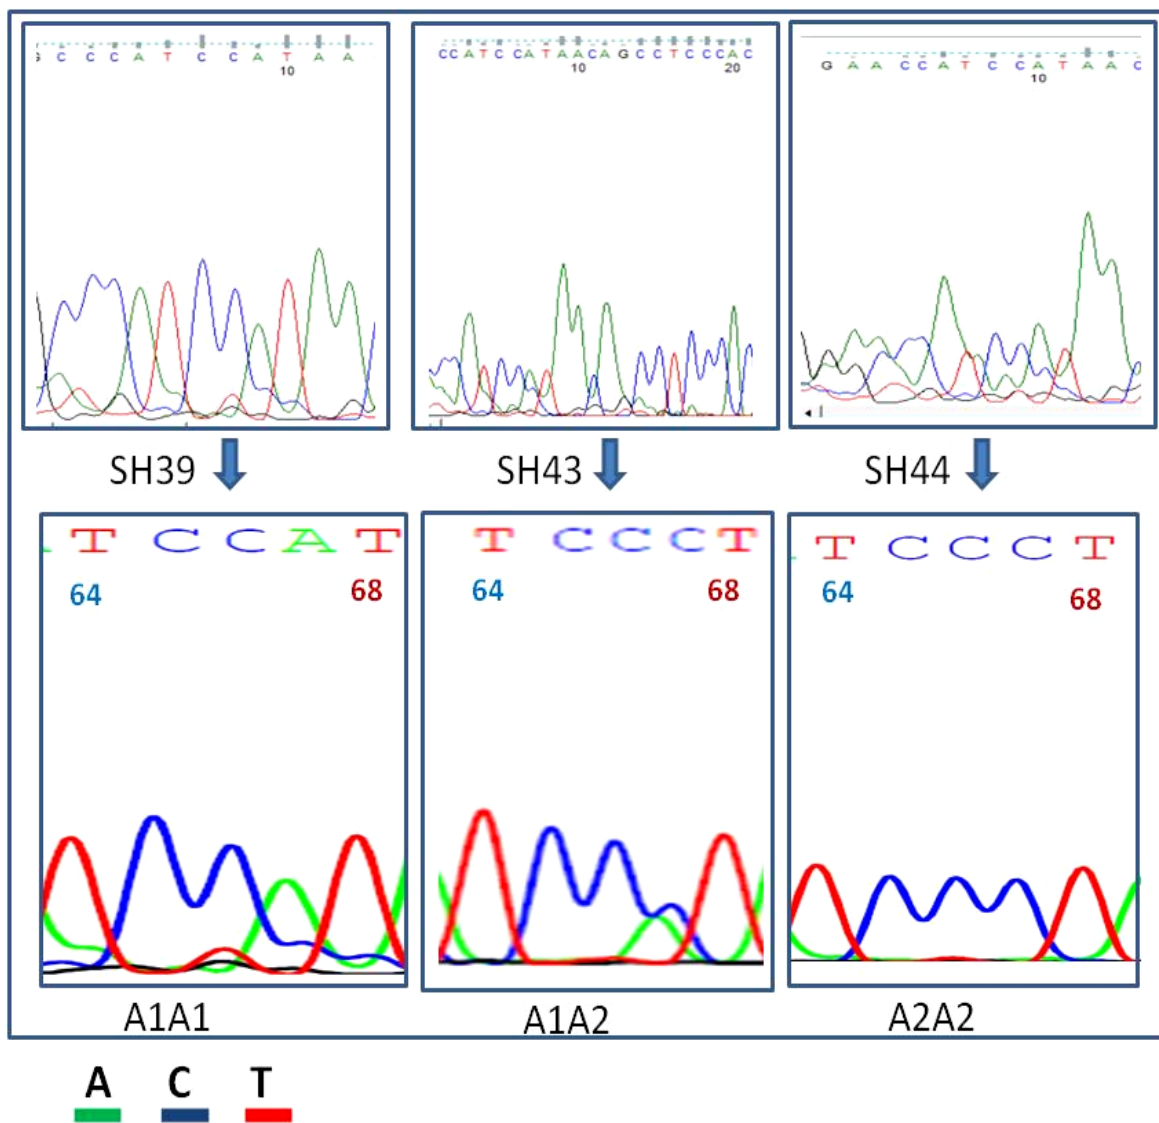 G C C C A T C C A T A A
10
C C A T C C A T A A C A G C C T C C C A C
10 20
G A A C C A T C C A T A A C
10
SH39
SH43
SH44
T C C A T
64 68
T C C C T
64 68
T C C C T
64 68
A1A1
A1A2
A2A2
A C T